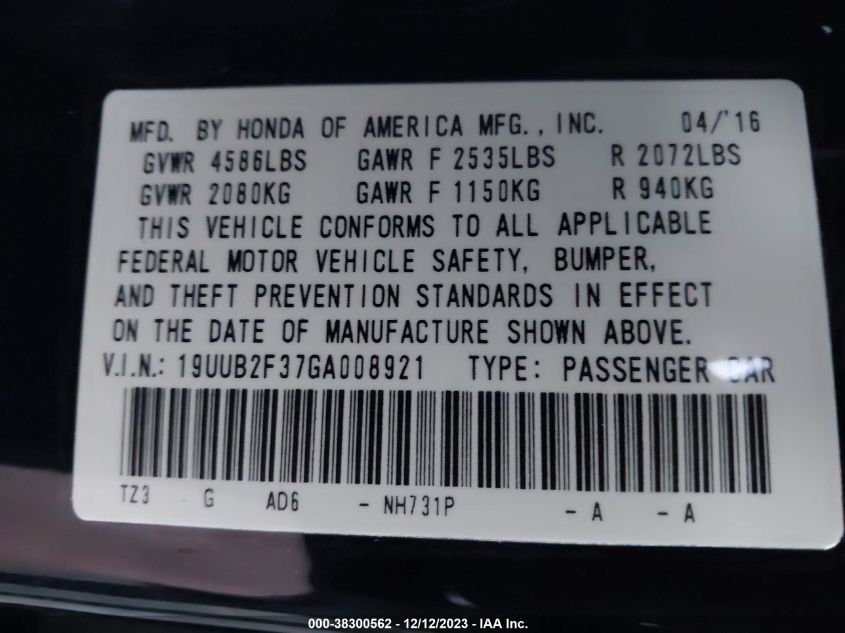 MFD. BY HONDA OF AMERICA MFG., INC. 04/'16
GVWR 4586LBS GAWR F 2535LBS R 2072LBS
GVWR 2080KG GAWR F 1150KG R 940KG
THIS VEHICLE CONFORMS TO ALL APPLICABLE
FEDERAL MOTOR VEHICLE SAFETY, BUMPER,
AND THEFT PREVENTION STANDARDS IN EFFECT
ON THE DATE OF MANUFACTURE SHOWN ABOVE.
V.I.N.: 19UUB2F37GA008921 TYPE: PASSENGER CAR
TZ3 G AD6 - NH731P - A - A
000-38300562 - 12/12/2023 - IAA Inc.